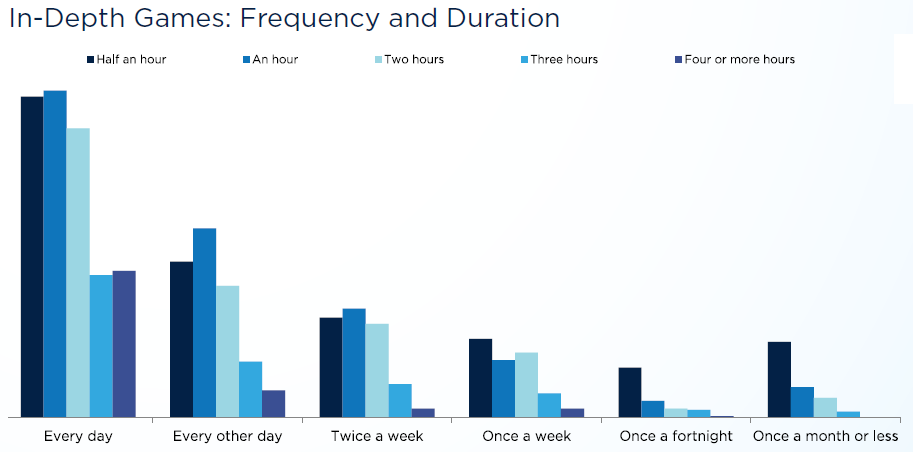 In-Depth Games: Frequency and Duration
Half an hour An hour Two hours Three hours Four or more hours
Every day Every other day Twice a week Once a week Once a fortnight Once a month or less